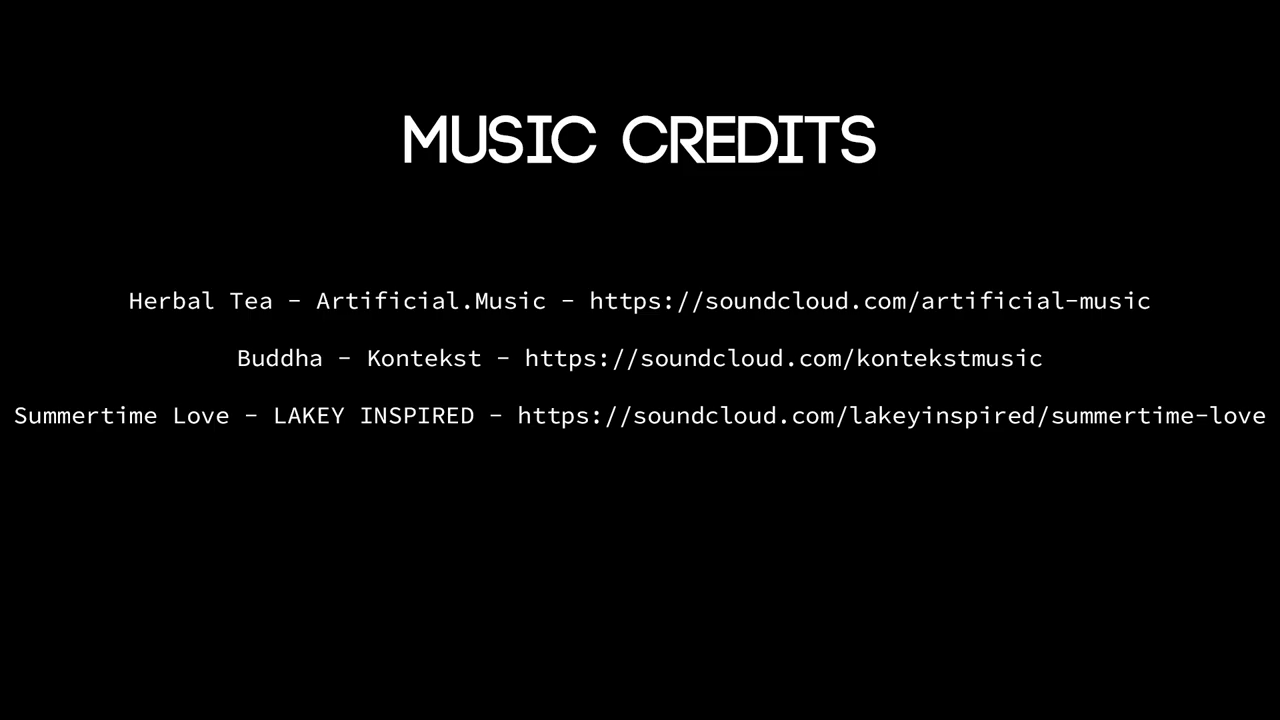 MUSIC CREDITS
Herbal Tea - Artificial.Music - https://soundcloud.com/artificial-music
Buddha - Kontekst - https://soundcloud.com/kontekstmusic
Summertime Love - LAKEY INSPIRED - https://soundcloud.com/lakeyinspired/summertime-love